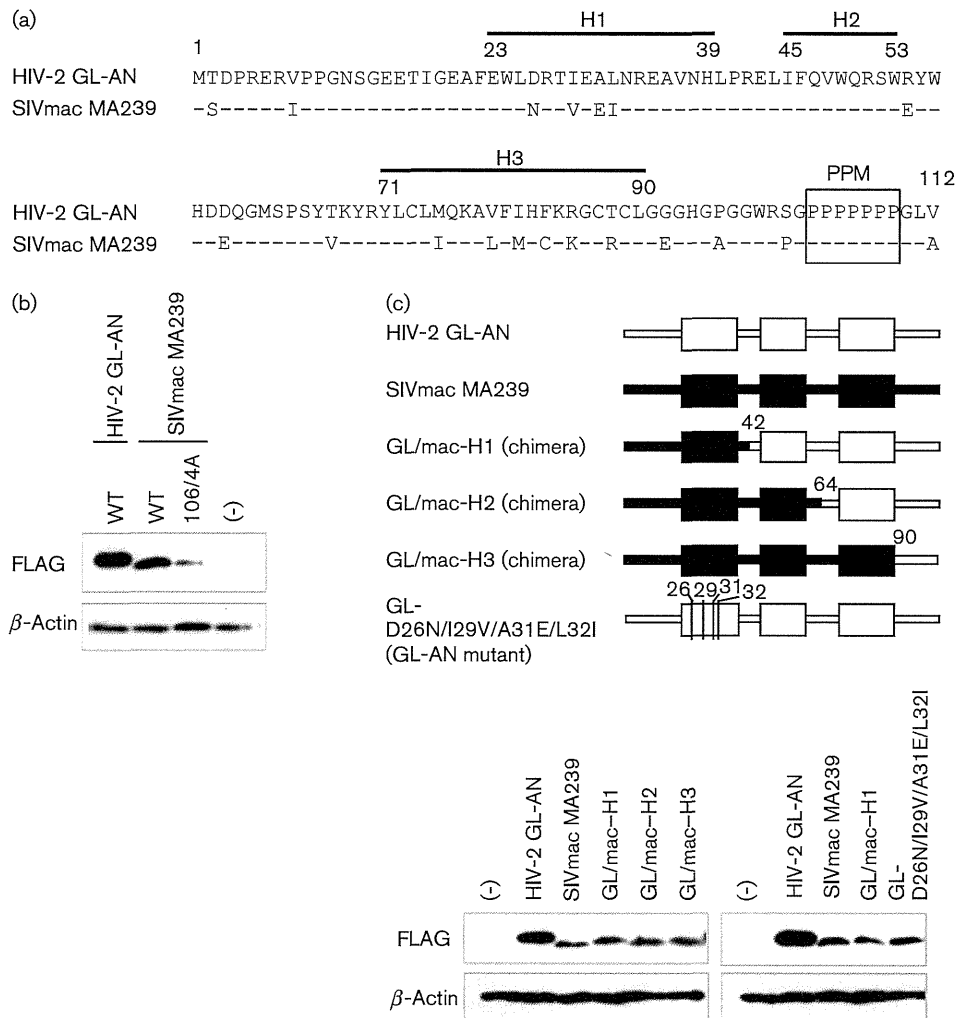 (a)
H1 H2
1 23 39 45 53
HIV-2 GL-AN MTDPRERVPPGNSGEETIGEAFEWLDRTIEALNREAVNHLPRELIFQVWQRSWRYW
SIVmac MA239 -S-----I------------------N--V-EI---------------------E--
H3
71 90 PPM 112
HIV-2 GL-AN HDDQGMSPSYTKYRYLCLMQKAVFIHFKRGCTCLGGGHGPGGWRSGPPPPPPPGLV
SIVmac MA239 --E-------V-------I---L-M-C-K--R---E---A----P-----------A
(b)
HIV-2 GL-AN
SIVmac MA239
WT
WT
106/4A
(-)
FLAG
β-Actin
(c)
HIV-2 GL-AN
SIVmac MA239
42
GL/mac-H1 (chimera)
64
GL/mac-H2 (chimera)
90
GL/mac-H3 (chimera)
26 29 31 32
GL-
D26N/I29V/A31E/L32I
(GL-AN mutant)
(-)
HIV-2 GL-AN
SIVmac MA239
GL/mac–H1
GL/mac–H2
GL/mac–H3
(-)
HIV-2 GL-AN
SIVmac MA239
GL/mac–H1
GL-
D26N/I29V/A31E/L32I
FLAG
β-Actin